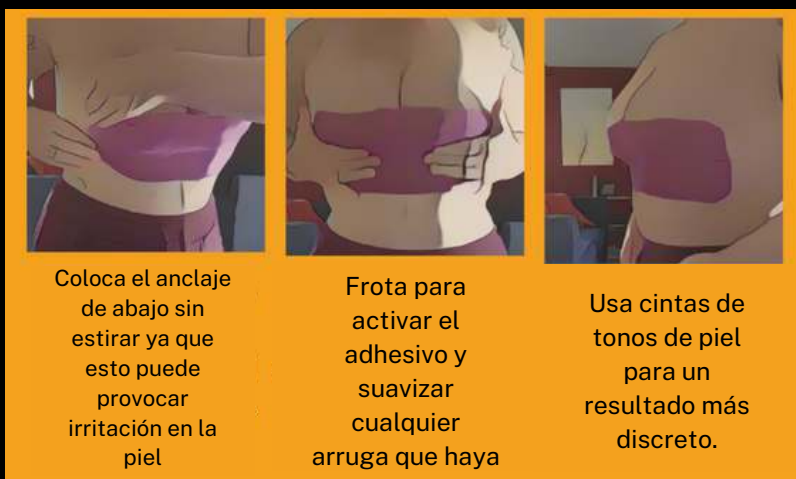 Coloca el anclaje
de abajo sin
estirar ya que
esto puede
provocar
irritación en la
piel
Frota para
activar el
adhesivo y
suavizar
cualquier
arruga que haya
Usa cintas de
tonos de piel
para un
resultado más
discreto.